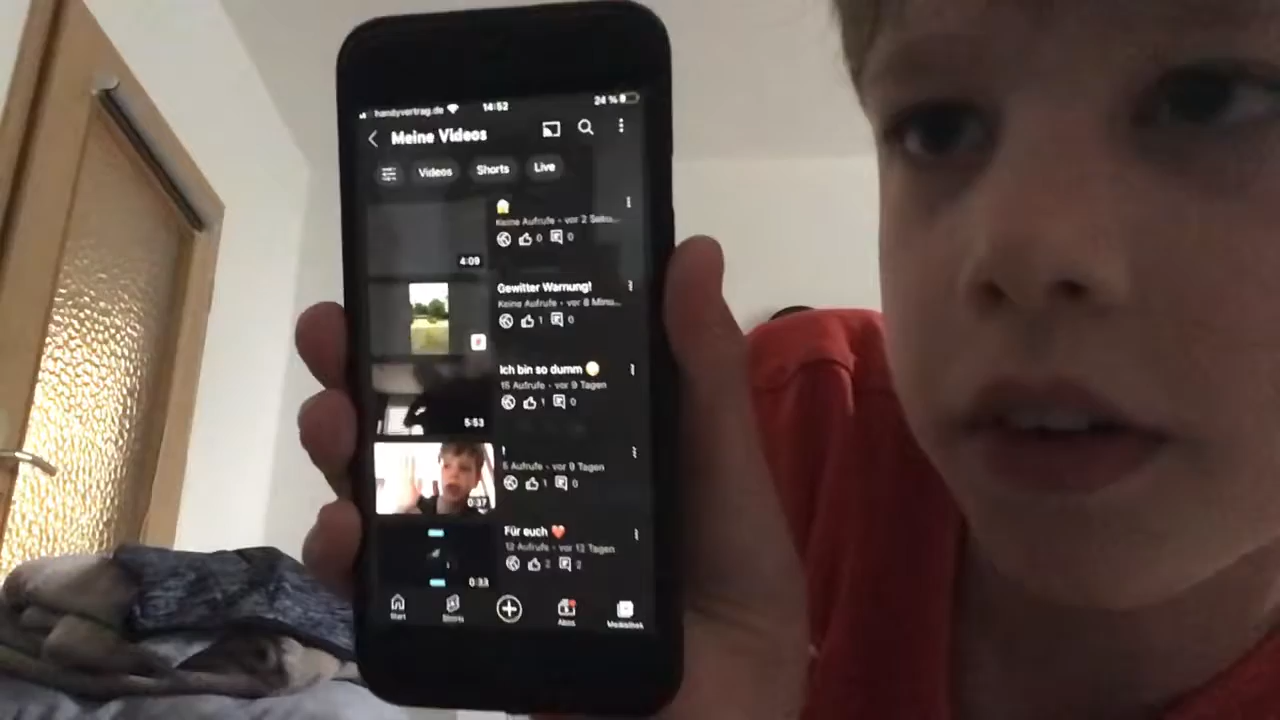 handyvertrag.de 14:52 24 %
Meine Videos
Videos Shorts Live
Keine Aufrufe - vor 2 Seku...
0 0
4:09
Gewitter Warnung!
Keine Aufrufe - vor 8 Minu...
1 0
Ich bin so dumm
15 Aufrufe - vor 9 Tagen
1 0
5:53
!
5 Aufrufe - vor 9 Tagen
1 0
0:37
Für euch ❤️
12 Aufrufe - vor 12 Tagen
2 2
0:33
Start Shorts Abos Mediathek